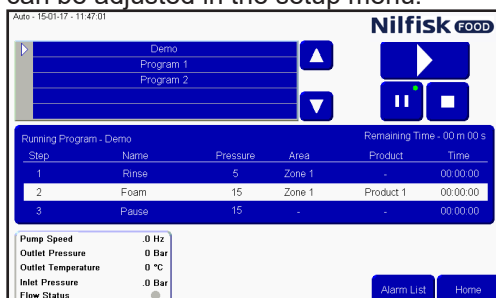 can be adjusted in the setup menu.
Auto - 15-01-17 - 11:47:01
Nilfisk FOOD
Demo
Program 1
Program 2
Running Program - Demo Remaining Time - 00 m 00 s
Step Name Pressure Area Product Time
1 Rinse 5 Zone 1 - 00:00:00
2 Foam 15 Zone 1 Product 1 00:00:00
3 Pause 15 - - 00:00:00
Pump Speed .0 Hz
Outlet Pressure 0 Bar
Outlet Temperature 0 °C
Inlet Pressure .0 Bar
Flow Status
Alarm List Home